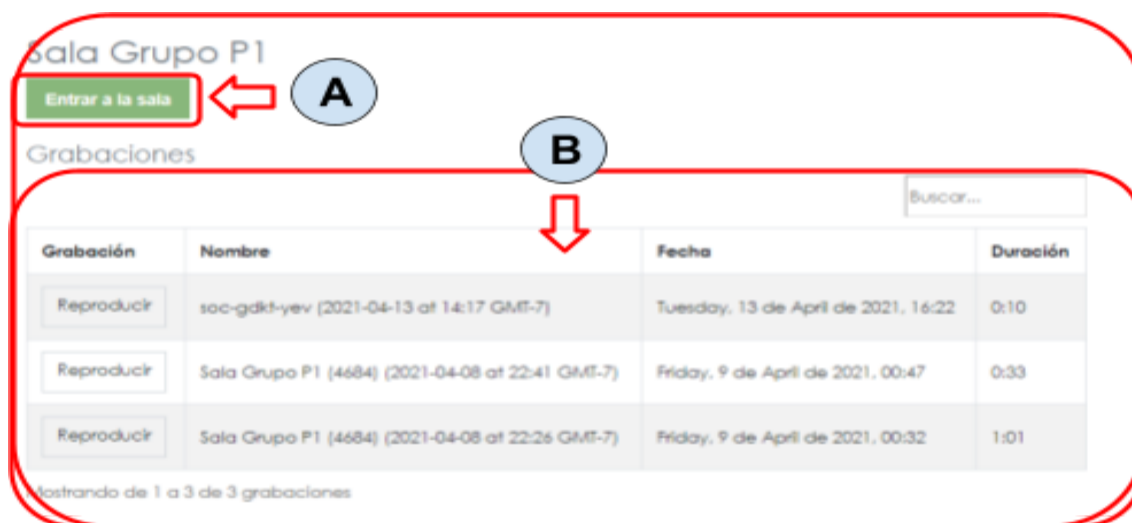 Sala Grupo P1
Entrar a la sala
A
Grabaciones
B
Buscar...
Grabación Nombre Fecha Duración
Reproducir soc-gdkt-yev (2021-04-13 at 14:17 GMT-7) Tuesday, 13 de April de 2021, 16:22 0:10
Reproducir Sala Grupo P1 (4684) (2021-04-08 at 22:41 GMT-7) Friday, 9 de April de 2021, 00:47 0:33
Reproducir Sala Grupo P1 (4684) (2021-04-08 at 22:26 GMT-7) Friday, 9 de April de 2021, 00:32 1:01
Mostrando de 1 a 3 de 3 grabaciones